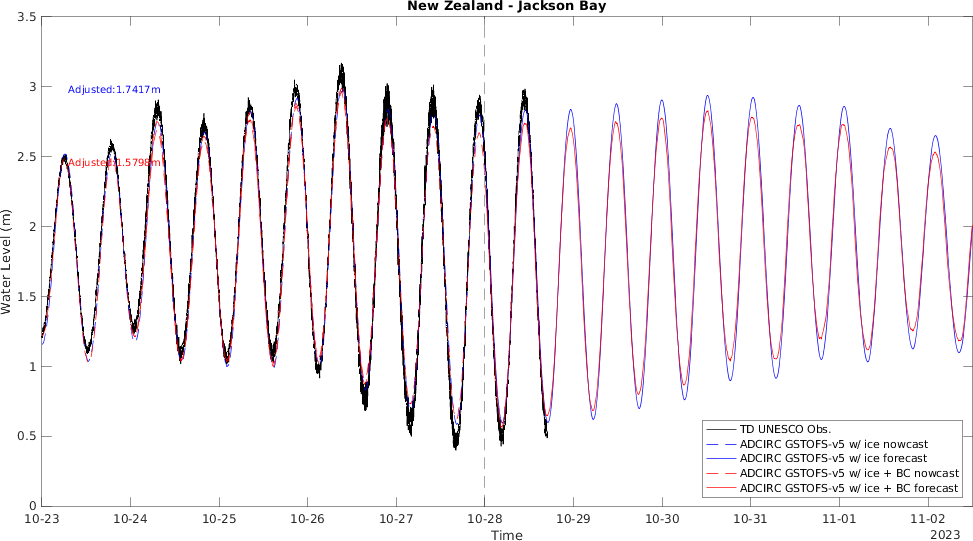 New Zealand - Jackson Bay
3.5
3
2.5
2
1.5
1
0.5
0
Water Level (m)
Adjusted:1.7417m
Adjusted:1.5798m
TD UNESCO Obs.
ADCIRC GSTOFS-v5 w/ ice nowcast
ADCIRC GSTOFS-v5 w/ ice forecast
ADCIRC GSTOFS-v5 w/ ice + BC nowcast
ADCIRC GSTOFS-v5 w/ ice + BC forecast
10-23 10-24 10-25 10-26 10-27 10-28 10-29 10-30 10-31 11-01 11-02
2023
Time